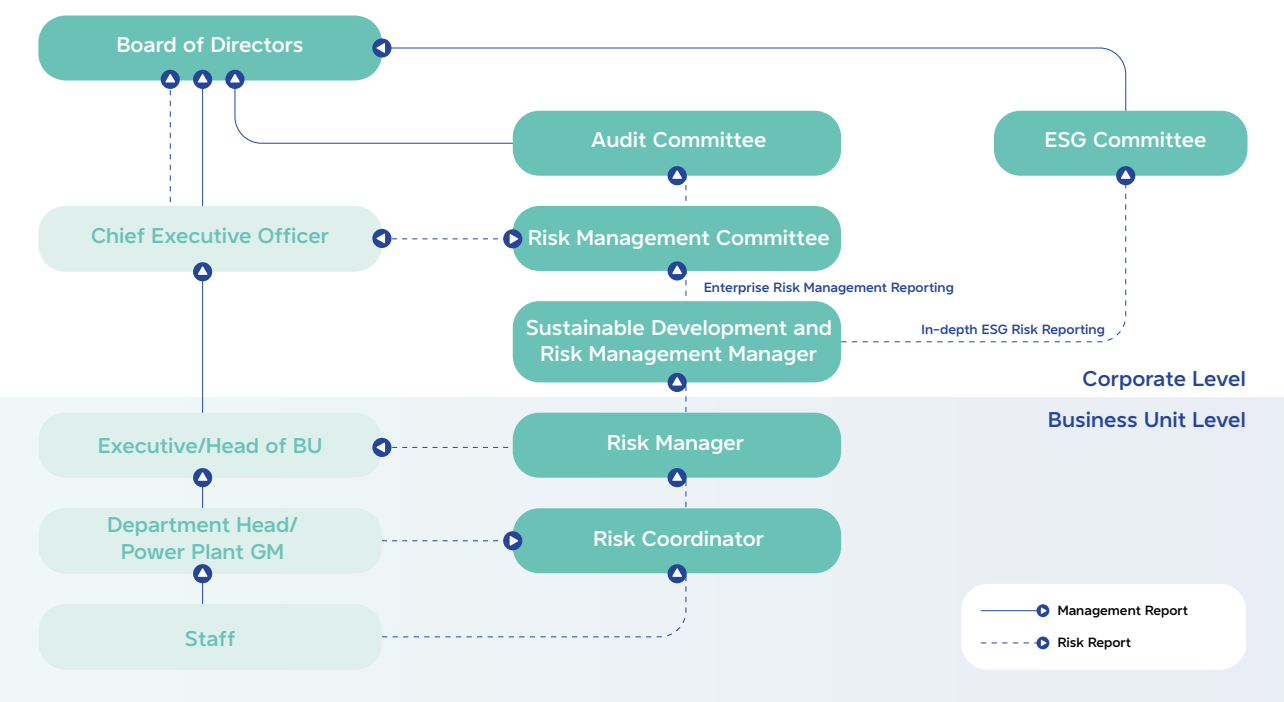 Board of Directors
Audit Committee
ESG Committee
Chief Executive Officer
Risk Management Committee
Enterprise Risk Management Reporting
Sustainable Development and
Risk Management Manager
In-depth ESG Risk Reporting
Corporate Level
Business Unit Level
Executive/Head of BU
Risk Manager
Department Head/
Power Plant GM
Risk Coordinator
Staff
Management Report
Risk Report